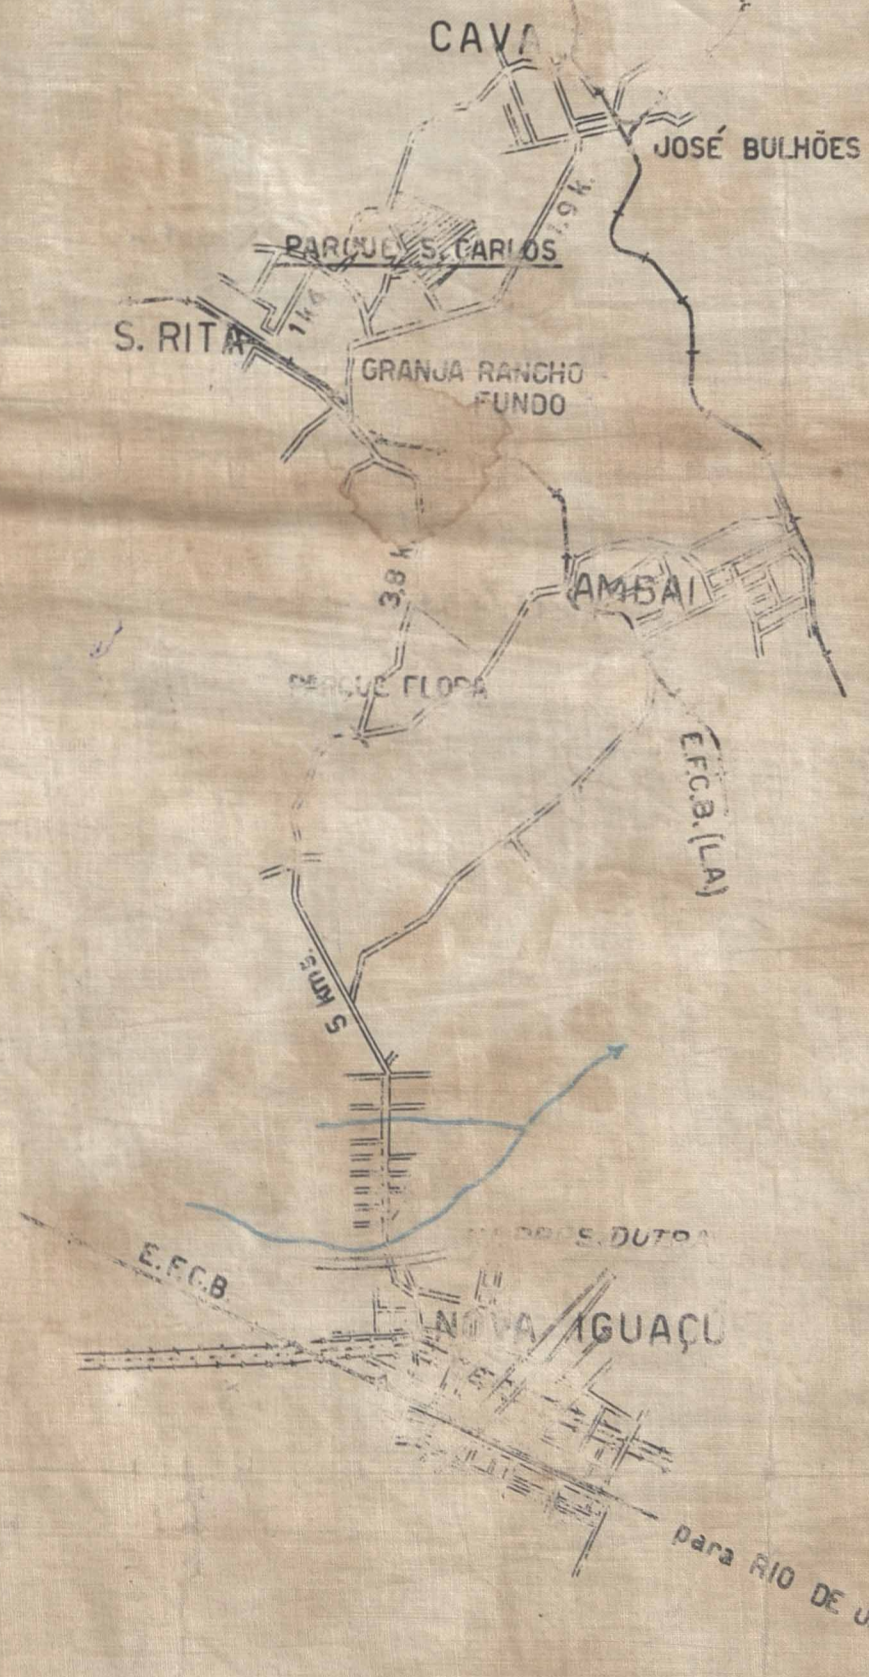 CAVA
JOSÉ BULHÕES
1.9 k.
PARQUE S. CARLOS
S. RITA
GRANJA RANCHO
FUNDO
3,8 k
AMBAI
PARQUE FLORA
E.F.C.B. (L.A.)
5 kms.
S. DUTRA
E.F.C.B.
NOVA IGUAÇU
para RIO DE J